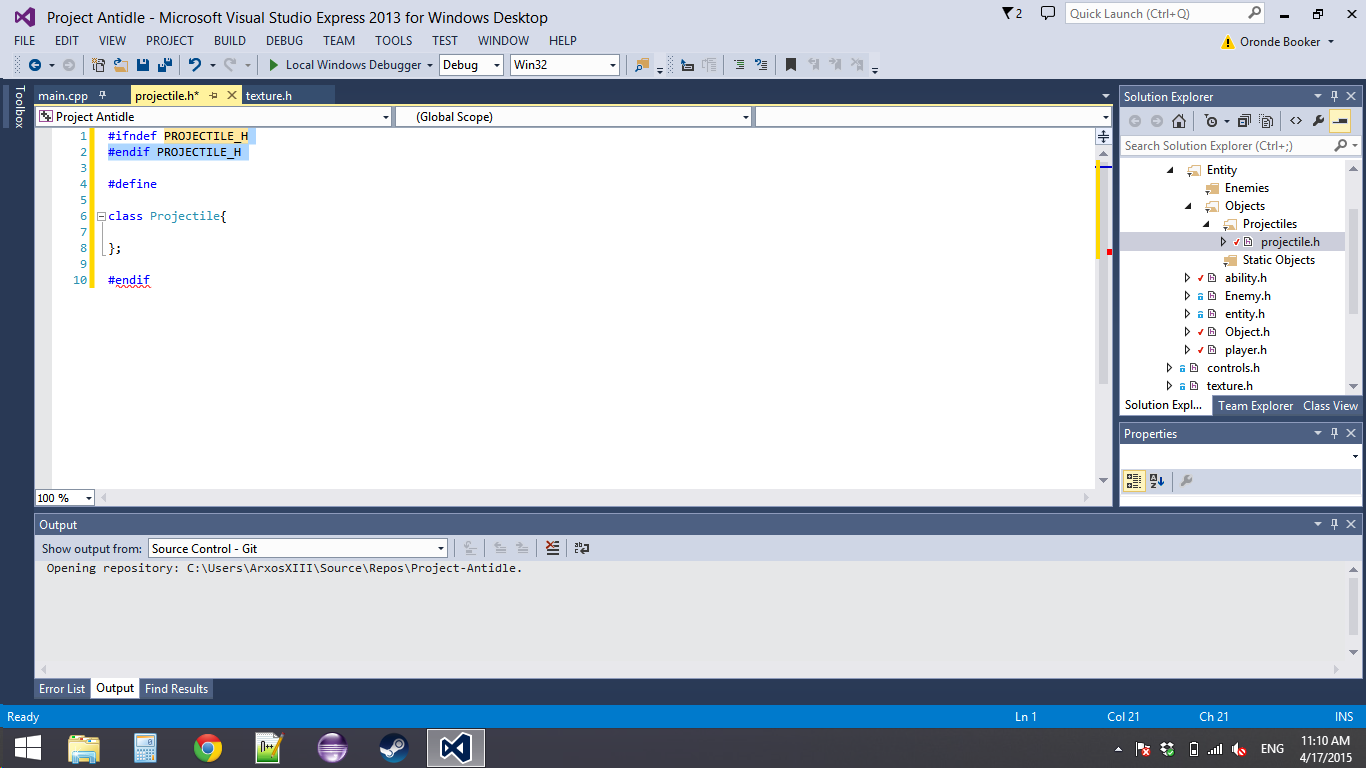 Project Antidle - Microsoft Visual Studio Express 2013 for Windows Desktop
2
Quick Launch (Ctrl+Q)
FILE EDIT VIEW PROJECT BUILD DEBUG TEAM TOOLS TEST WINDOW HELP
Oronde Booker
Local Windows Debugger Debug Win32
Toolbox
main.cpp projectile.h* texture.h
Project Antidle (Global Scope)
1 #ifndef PROJECTILE_H
2 #endif PROJECTILE_H
3
4 #define
5
6 class Projectile{
7
8 };
9
10 #endif
100 %
Solution Explorer
Search Solution Explorer (Ctrl+;)
Entity
Enemies
Objects
Projectiles
projectile.h
Static Objects
ability.h
Enemy.h
entity.h
Object.h
player.h
controls.h
texture.h
Solution Expl... Team Explorer Class View
Properties
Output
Show output from: Source Control - Git
Opening repository: C:\Users\ArxosXIII\Source\Repos\Project-Antidle.
Error List Output Find Results
Ready Ln 1 Col 21 Ch 21 INS
ENG
11:10 AM
4/17/2015